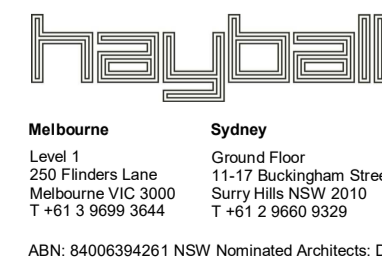 hayball
Melbourne
Level 1
250 Flinders Lane
Melbourne VIC 3000
T +61 3 9699 3644
Sydney
Ground Floor
11-17 Buckingham
Surry Hills NSW 2010
T +61 2 9660 9329
ABN: 84006394261 NSW Nominated Architects: